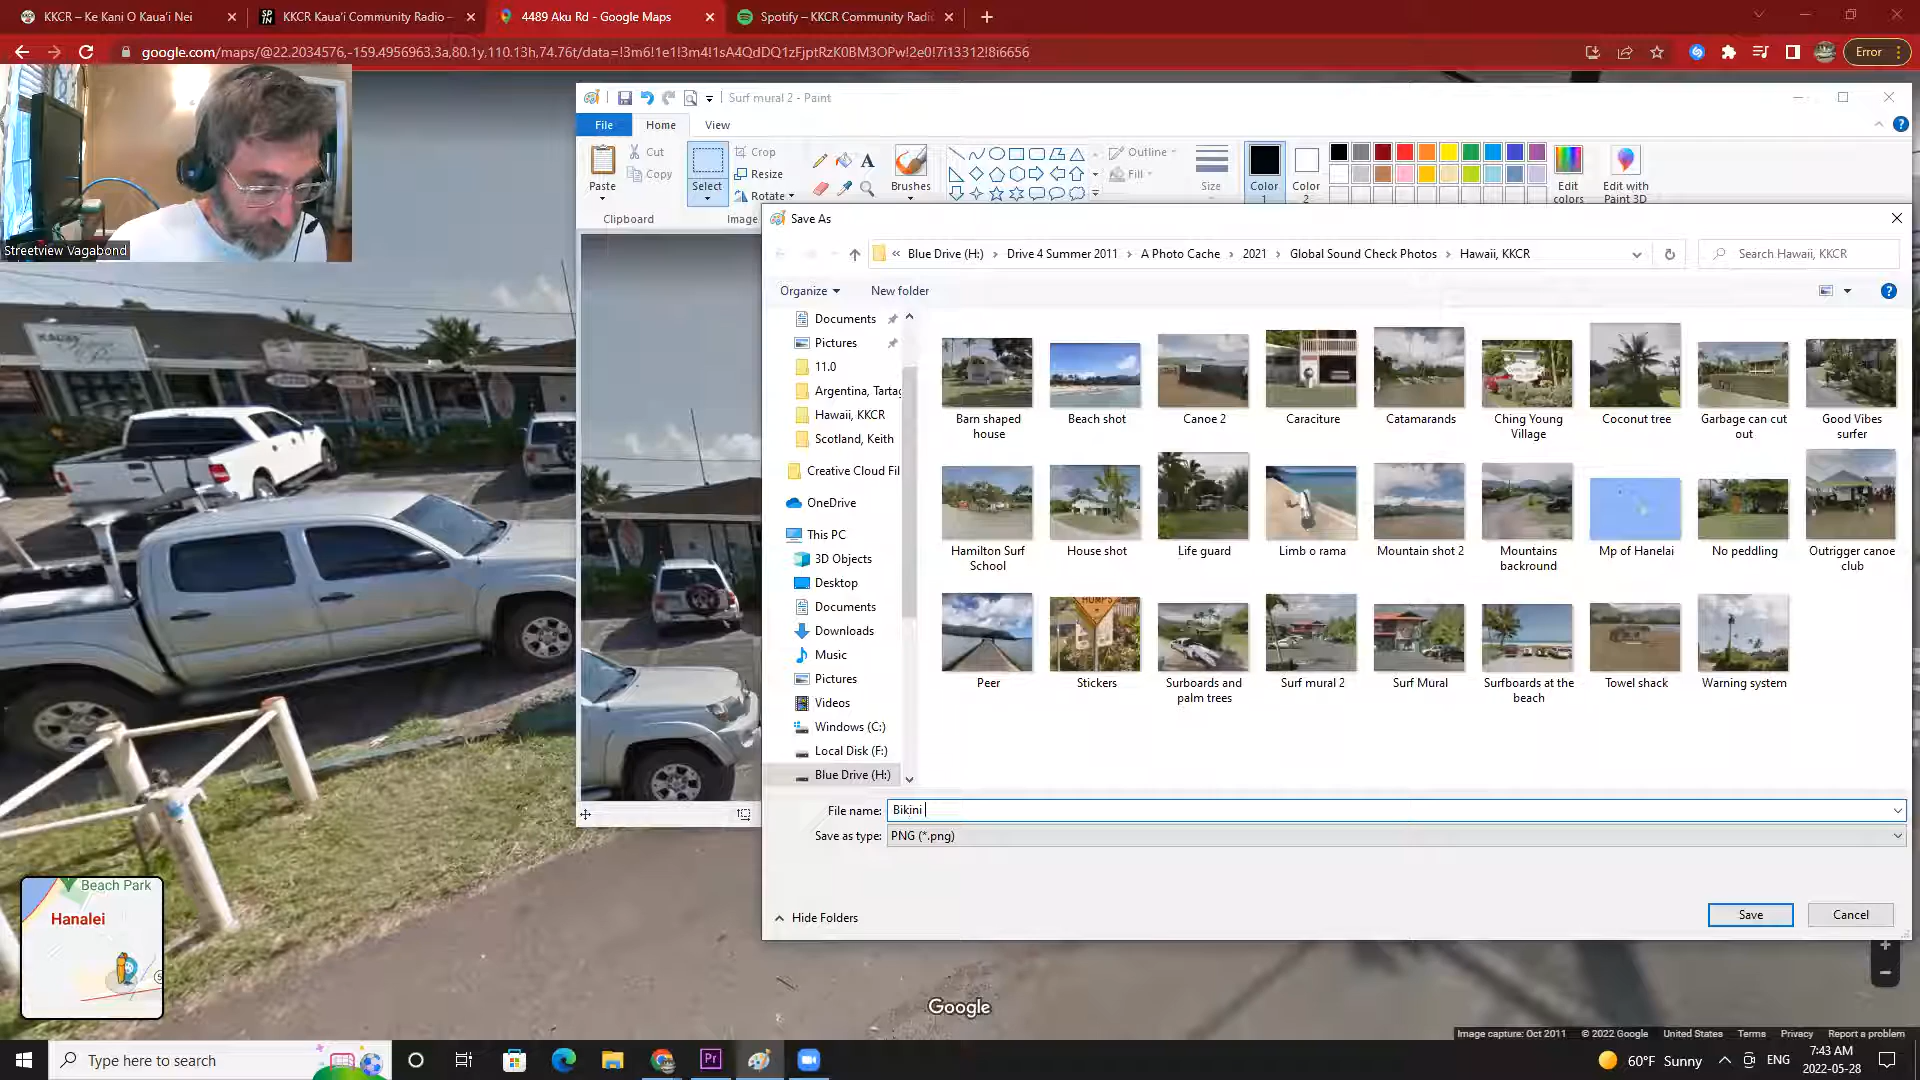 KKCR – Ke Kani O Kaua'i Nei
KKCR Kaua'i Community Radio –
4489 Aku Rd - Google Maps
Spotify – KKCR Community Radio
google.com/maps/@22.2034576,-159.4956963,3a,80.1y,110.13h,74.76t/data=!3m6!1e1!3m4!1sA4QdDQ1zFjptRzK0BM3OPw!2e0!7i13312!8i6656
Error
Streetview Vagabond
Surf mural 2 - Paint
File
Home
View
Paste
Cut
Copy
Clipboard
Select
Crop
Resize
Rotate
Image
Brushes
Outline
Fill
Size
Color
1
Color
2
Edit
colors
Edit with
Paint 3D
Save As
« Blue Drive (H:) › Drive 4 Summer 2011 › A Photo Cache › 2021 › Global Sound Check Photos › Hawaii, KKCR
Search Hawaii, KKCR
Organize
New folder
Documents
Pictures
11.0
Argentina, Tartag
Hawaii, KKCR
Scotland, Keith
Creative Cloud Fil
OneDrive
This PC
3D Objects
Desktop
Documents
Downloads
Music
Pictures
Videos
Windows (C:)
Local Disk (F:)
Blue Drive (H:)
Barn shaped
house
Beach shot
Canoe 2
Caraciture
Catamarands
Ching Young
Village
Coconut tree
Garbage can cut
out
Good Vibes
surfer
Hamilton Surf
School
House shot
Life guard
Limb o rama
Mountain shot 2
Mountains
backround
Mp of Hanelai
No peddling
Outrigger canoe
club
Peer
Stickers
Surboards and
palm trees
Surf mural 2
Surf Mural
Surfboards at the
beach
Towel shack
Warning system
File name: Bikini
Save as type: PNG (*.png)
Hide Folders
Save
Cancel
Beach Park
Hanalei
Google
Image capture: Oct 2011 © 2022 Google United States Terms Privacy Report a problem
Type here to search
60°F Sunny
ENG
7:43 AM
2022-05-28